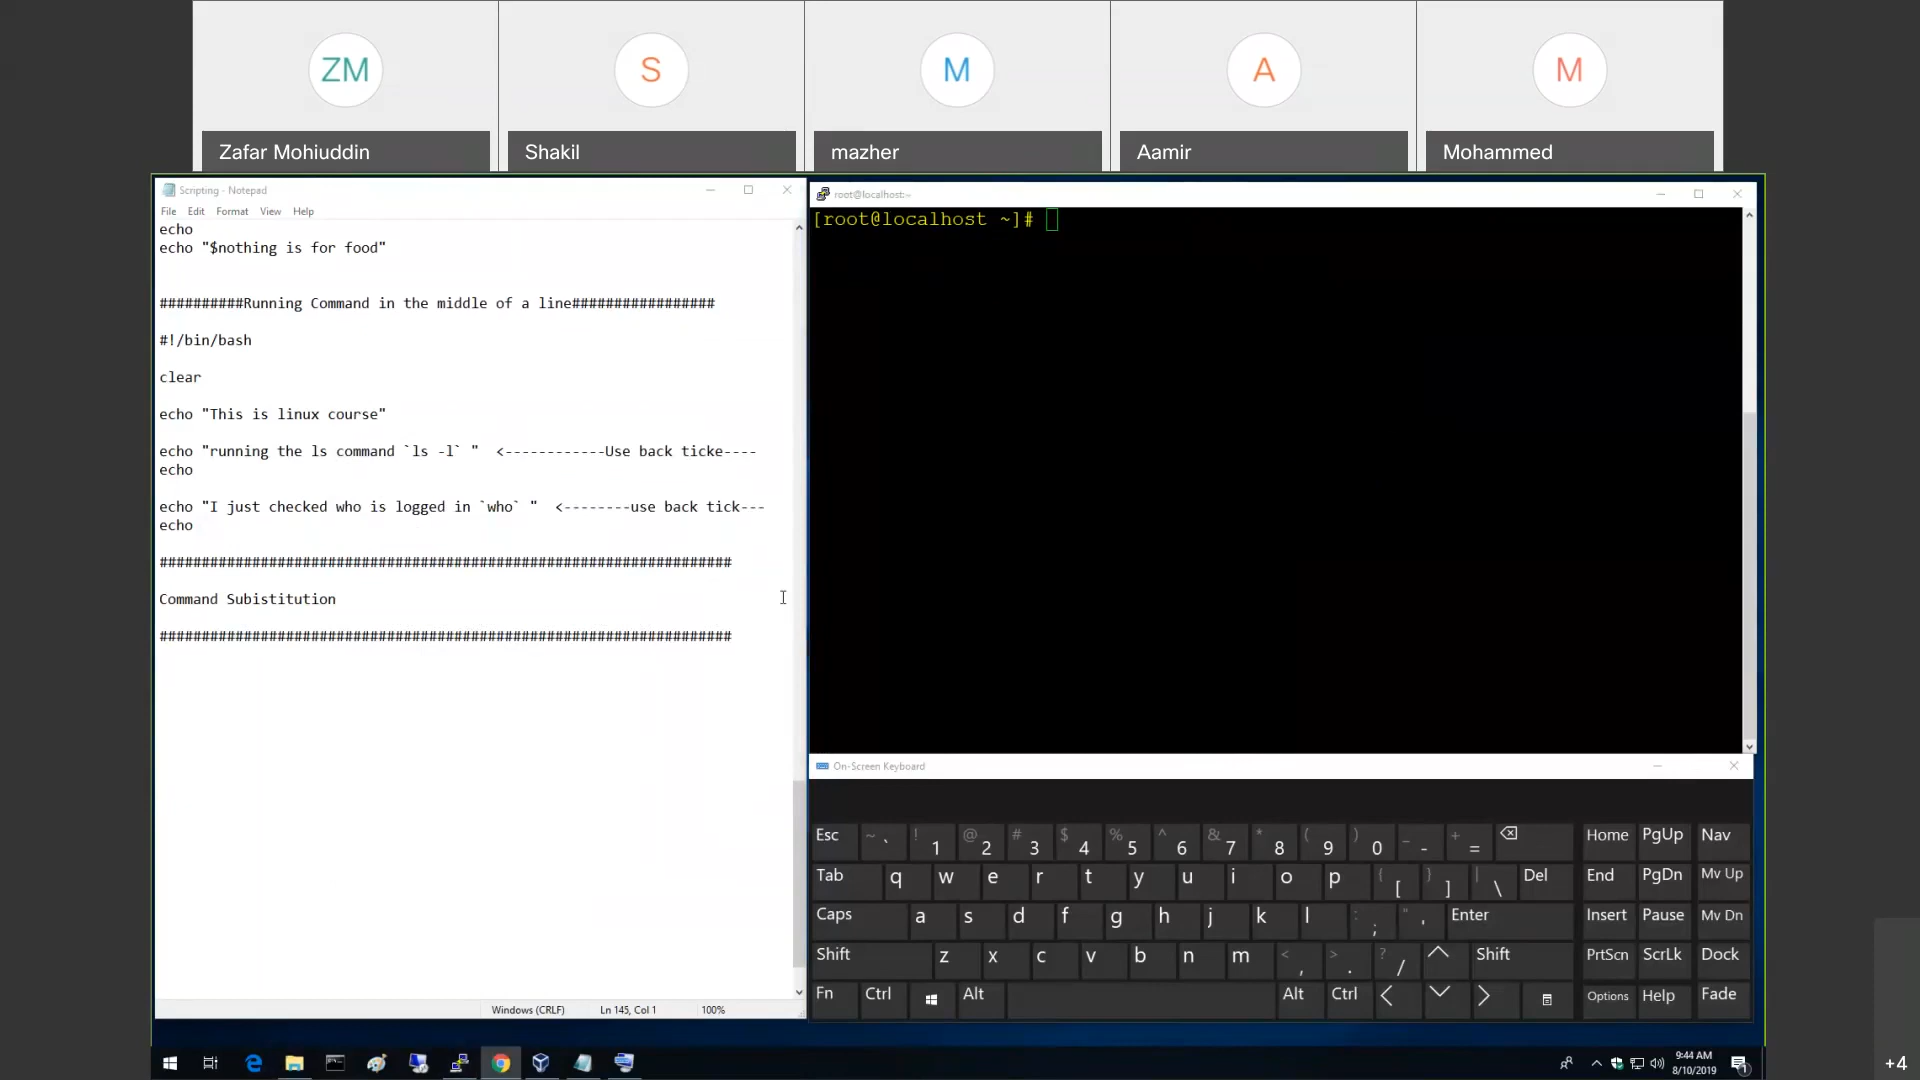 ZM
S
M
A
M
Zafar Mohiuddin
Shakil
mazher
Aamir
Mohammed
Scripting - Notepad
File Edit Format View Help
echo
echo "$nothing is for food"
##########Running Command in the middle of a line#################
#!/bin/bash
clear
echo "This is linux course"
echo "running the ls command `ls -l` " <------------Use back ticke----
echo
echo "I just checked who is logged in `who` " <--------use back tick---
echo
####################################################################
Command Subistitution
####################################################################
Windows (CRLF) Ln 145, Col 1 100%
root@localhost:~
[root@localhost ~]#
On-Screen Keyboard
Esc ~ ` ! 1 @ 2 # 3 $ 4 % 5 ^ 6 & 7 * 8 ( 9 ) 0 _ - + = Home PgUp Nav
Tab q w e r t y u i o p { [ } ] | \ Del End PgDn Mv Up
Caps a s d f g h j k l : ; " ' Enter Insert Pause Mv Dn
Shift z x c v b n m < , > . ? / Shift PrtScn ScrLk Dock
Fn Ctrl Alt Alt Ctrl Options Help Fade
9:44 AM
8/10/2019
1
+4